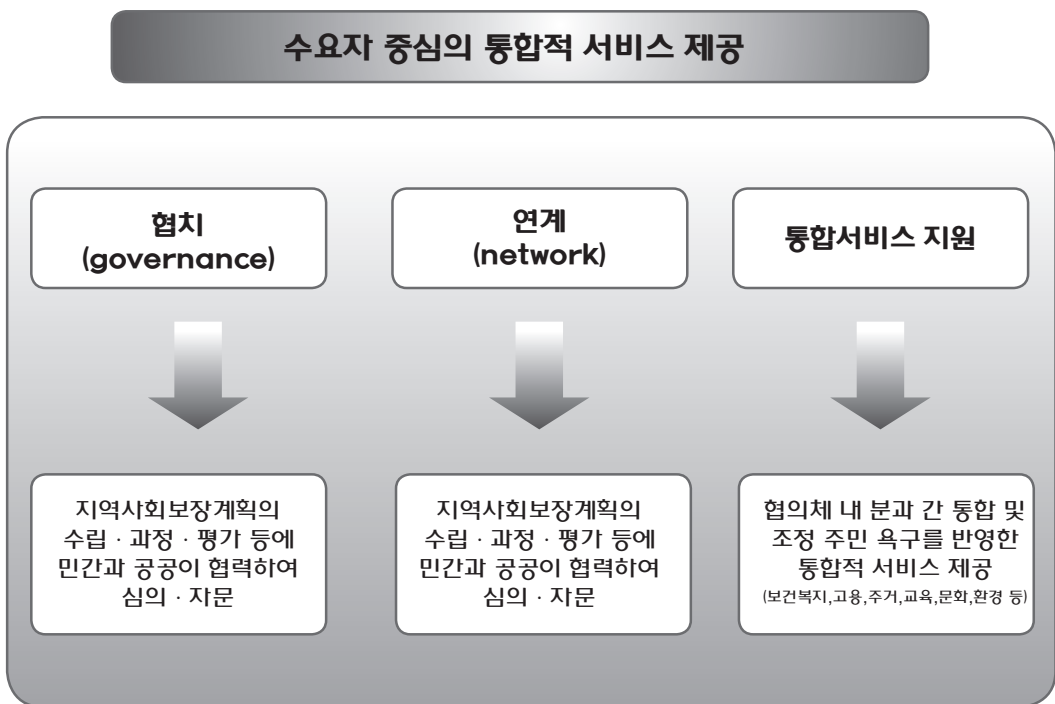 수요자 중심의 통합적 서비스 제공
협치
(governance)
연계
(network)
통합서비스 지원
지역사회보장계획의
수립 · 과정 · 평가 등에
민간과 공공이 협력하여
심의 · 자문
지역사회보장계획의
수립 · 과정 · 평가 등에
민간과 공공이 협력하여
심의 · 자문
협의체 내 분과 간 통합 및
조정 주민 욕구를 반영한
통합적 서비스 제공
(보건복지,고용,주거,교육,문화,환경 등)